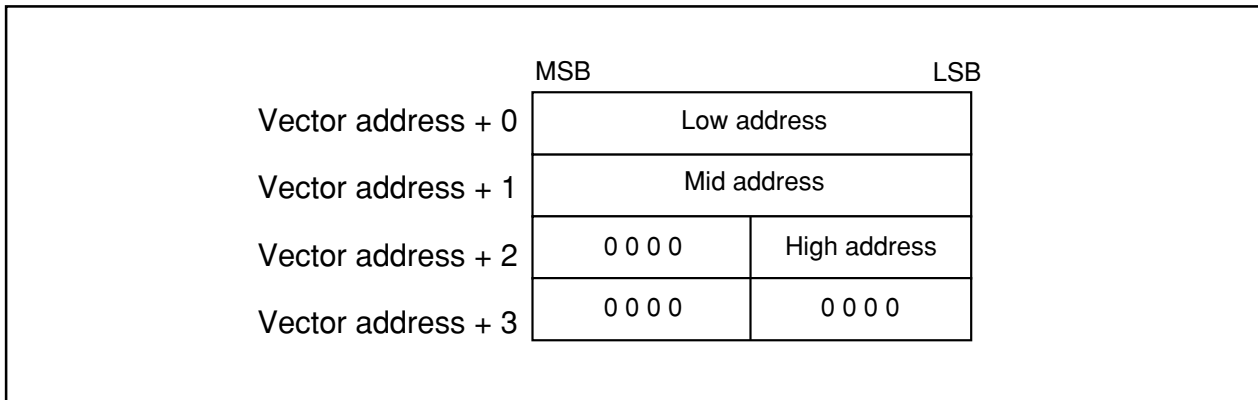 MSB LSB
Vector address + 0 Low address
Vector address + 1 Mid address
Vector address + 2 0 0 0 0 High address
Vector address + 3 0 0 0 0 0 0 0 0